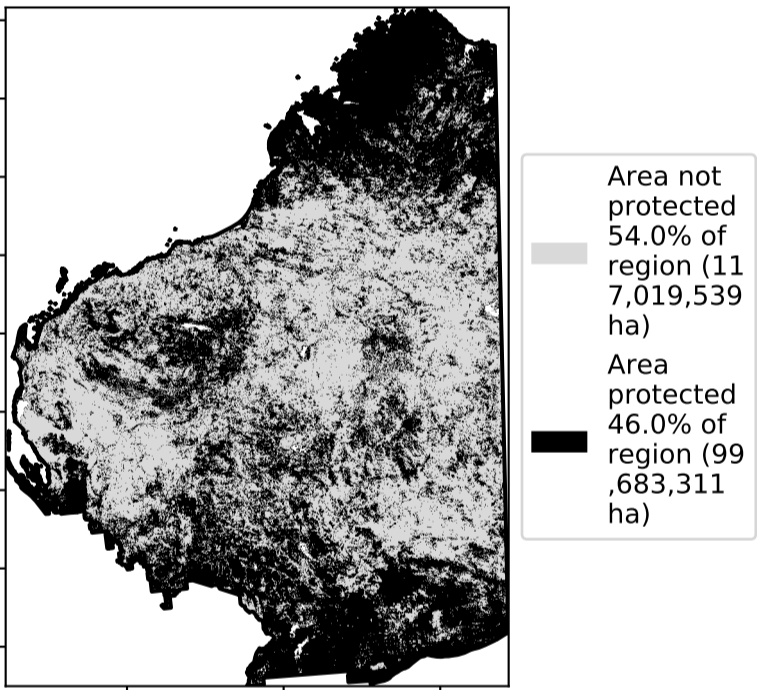 Area not
protected
54.0% of
region (11
7,019,539
ha)
Area
protected
46.0% of
region (99
,683,311
ha)